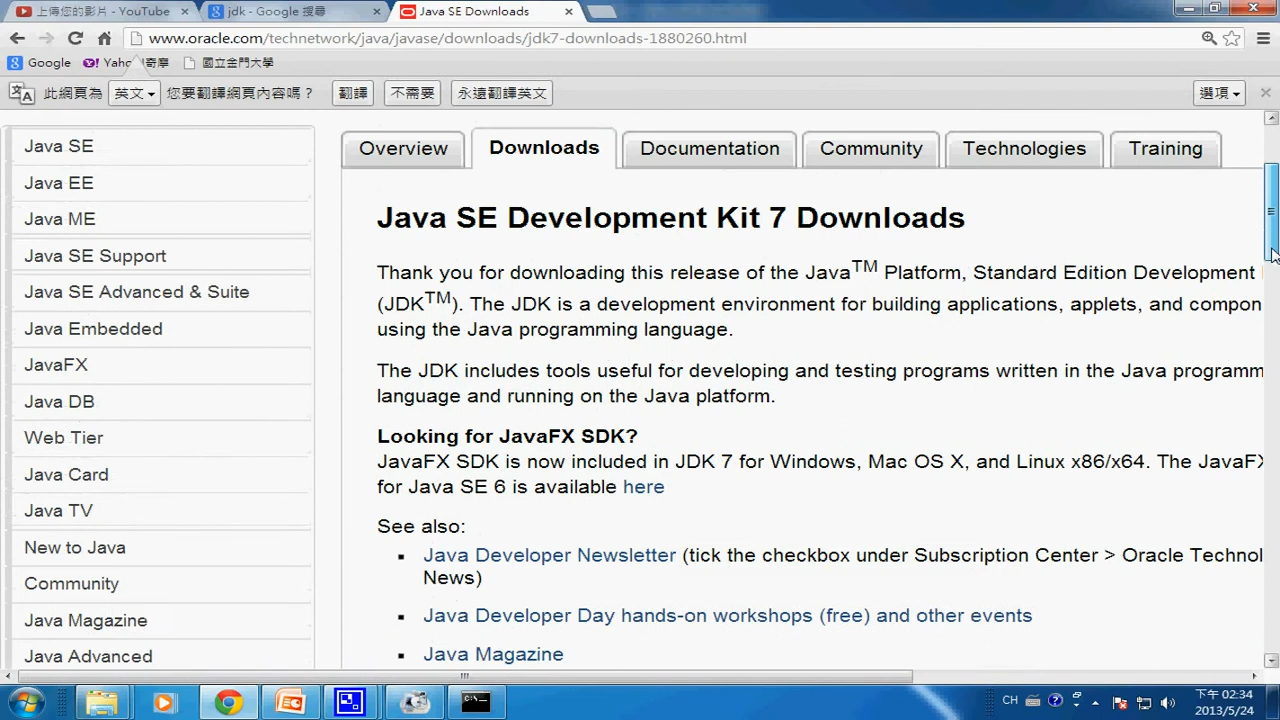 上傳您的影片 - YouTube
jdk - Google 搜尋
Java SE Downloads
www.oracle.com/technetwork/java/javase/downloads/jdk7-downloads-1880260.html
Google
奇摩
國立金門大學
此網頁為
英文
您要翻譯網頁內容嗎？
翻譯
不需要
永遠翻譯英文
選項
Java SE
Java EE
Java ME
Java SE Support
Java SE Advanced & Suite
Java Embedded
JavaFX
Java DB
Web Tier
Java Card
Java TV
New to Java
Community
Java Magazine
Java Advanced
Overview
Downloads
Documentation
Community
Technologies
Training
Java SE Development Kit 7 Downloads
Thank you for downloading this release of the Java™ Platform, Standard Edition Development
(JDK™). The JDK is a development environment for building applications, applets, and compon
using the Java programming language.
The JDK includes tools useful for developing and testing programs written in the Java programm
language and running on the Java platform.
Looking for JavaFX SDK?
JavaFX SDK is now included in JDK 7 for Windows, Mac OS X, and Linux x86/x64. The JavaFX
for Java SE 6 is available here
See also:
Java Developer Newsletter (tick the checkbox under Subscription Center > Oracle Technol
News)
Java Developer Day hands-on workshops (free) and other events
Java Magazine
CH
下午 02:34
2013/5/24